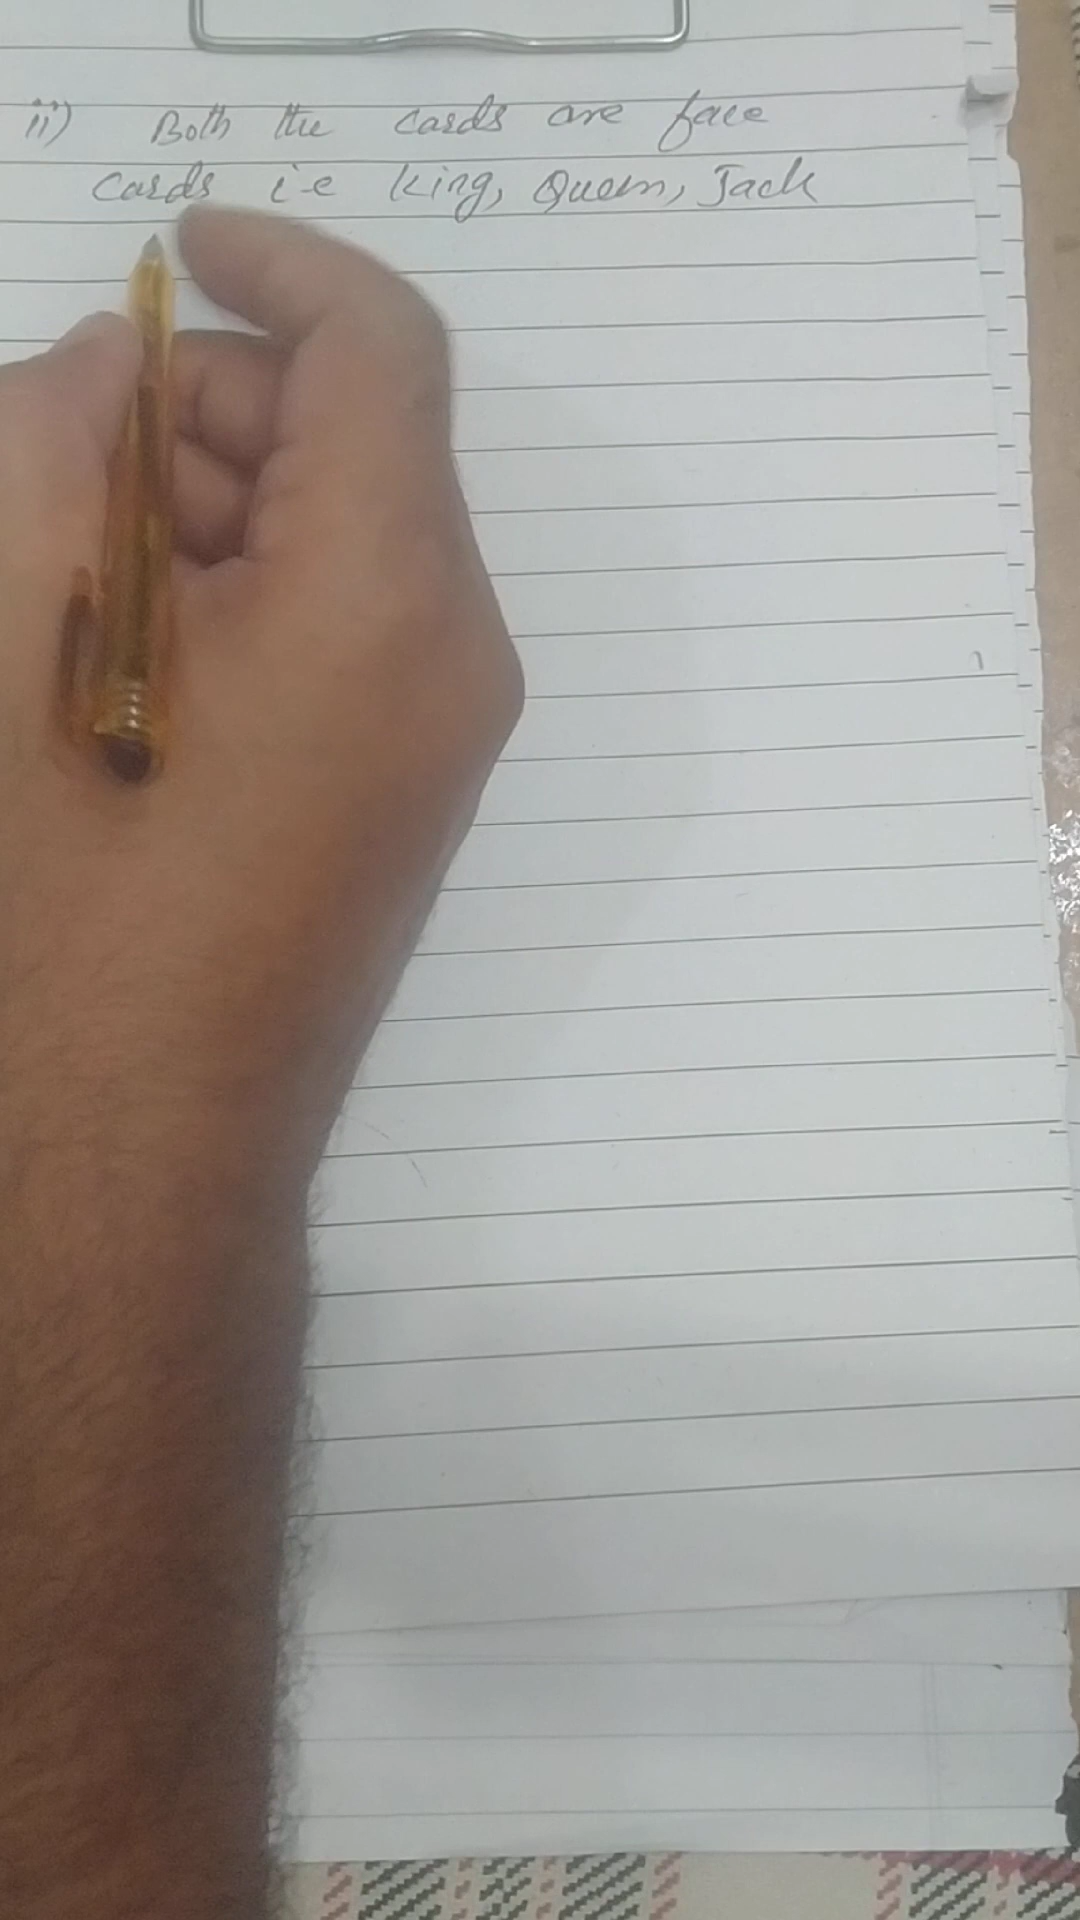 ii) Both the cards are face
cards i-e King, Queen, Jack